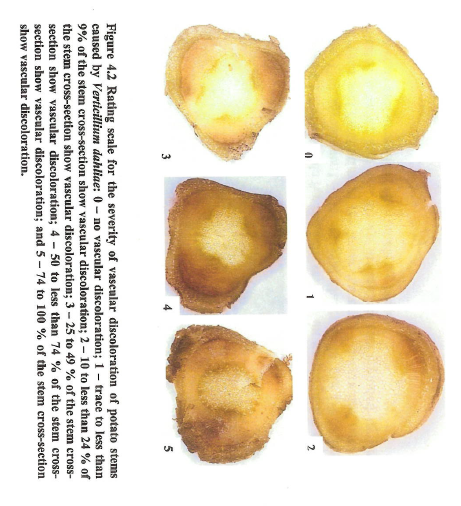 0
1
2
3
4
5
Figure 4.2 Rating scale for the severity of vascular discoloration of potato stems
caused by Verticillium dahliae: 0 – no vascular discoloration; 1 – trace to less than
9% of the stem cross-section show vascular discoloration; 2 – 10 to less than 24 % of
the stem cross-section show vascular discoloration; 3 – 25 to 49 % of the stem cross-
section show vascular discoloration; 4 – 50 to less than 74 % of the stem cross-
section show vascular discoloration; and 5 – 74 to 100 % of the stem cross-section
show vascular discoloration.